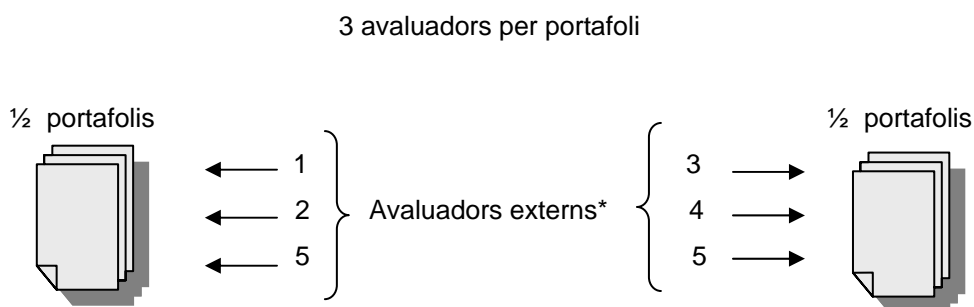 3 avaluadors per portafoli
½ portafolis
½ portafolis
1
3
2
Avaluadors externs*
4
5
5